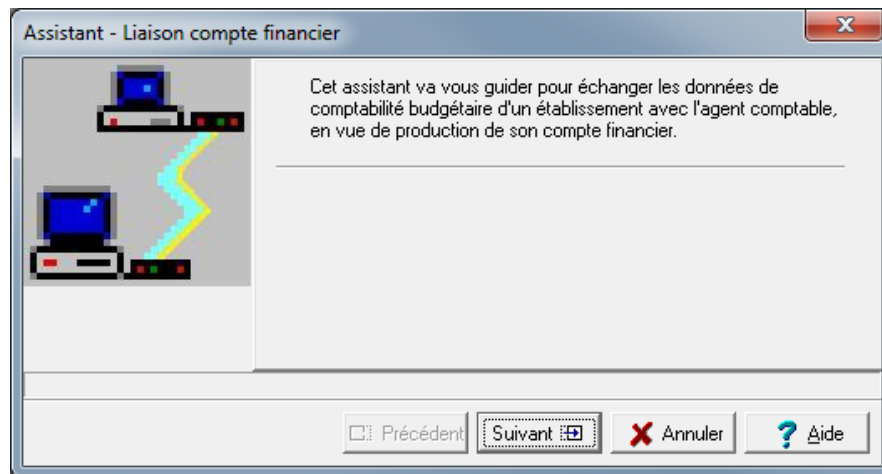 Assistant - Liaison compte financier
Cet assistant va vous guider pour échanger les données de
comptabilité budgétaire d'un établissement avec l'agent comptable,
en vue de production de son compte financier.
Précédent
Suivant
Annuler
Aide